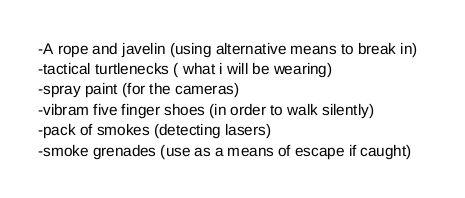 -A rope and javelin (using alternative means to break in)
-tactical turtlenecks ( what i will be wearing)
-spray paint (for the cameras)
-vibram five finger shoes (in order to walk silently)
-pack of smokes (detecting lasers)
-smoke grenades (use as a means of escape if caught)